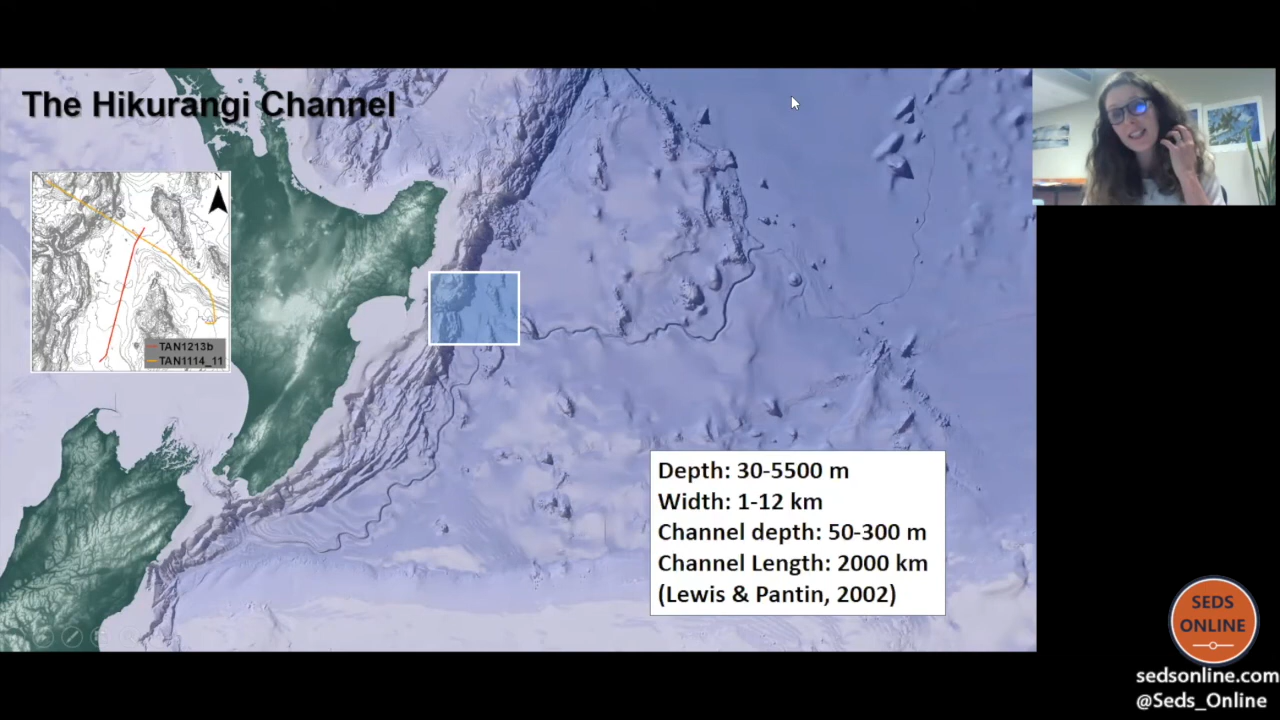 The Hikurangi Channel
N
TAN1213b
TAN1114_11
Depth: 30-5500 m
Width: 1-12 km
Channel depth: 50-300 m
Channel Length: 2000 km
(Lewis & Pantin, 2002)
SEDS
ONLINE
sedsonline.com
@Seds_Online